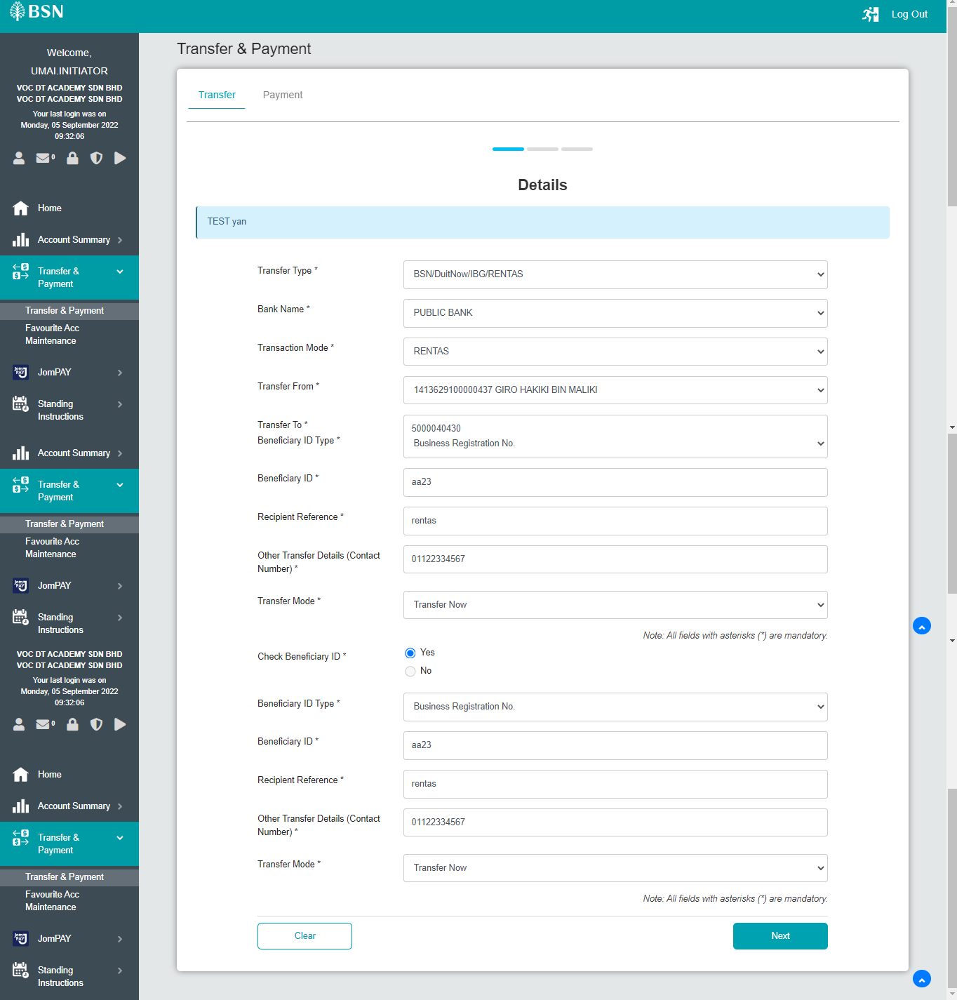 BSN
Log Out
Welcome,
UMAI.INITIATOR
VOC DT ACADEMY SDN BHD
VOC DT ACADEMY SDN BHD
Your last login was on
Monday, 05 September 2022
09:32:06
0
Home
Account Summary
Transfer &
Payment
Transfer & Payment
Favourite Acc
Maintenance
JomPAY
Standing
Instructions
Account Summary
Transfer &
Payment
Transfer & Payment
Favourite Acc
Maintenance
JomPAY
Standing
Instructions
VOC DT ACADEMY SDN BHD
VOC DT ACADEMY SDN BHD
Your last login was on
Monday, 05 September 2022
09:32:06
0
Home
Account Summary
Transfer &
Payment
Transfer & Payment
Favourite Acc
Maintenance
JomPAY
Standing
Instructions
Transfer & Payment
Transfer Payment
Details
TEST yan
Transfer Type * BSN/DuitNow/IBG/RENTAS
Bank Name * PUBLIC BANK
Transaction Mode * RENTAS
Transfer From * 1413629100000437 GIRO HAKIKI BIN MALIKI
Transfer To * 5000040430
Beneficiary ID Type * Business Registration No.
Beneficiary ID * aa23
Recipient Reference * rentas
Other Transfer Details (Contact 01122334567
Number) *
Transfer Mode * Transfer Now
Note: All fields with asterisks (*) are mandatory.
Check Beneficiary ID * Yes
No
Beneficiary ID Type * Business Registration No.
Beneficiary ID * aa23
Recipient Reference * rentas
Other Transfer Details (Contact 01122334567
Number) *
Transfer Mode * Transfer Now
Note: All fields with asterisks (*) are mandatory.
Clear Next